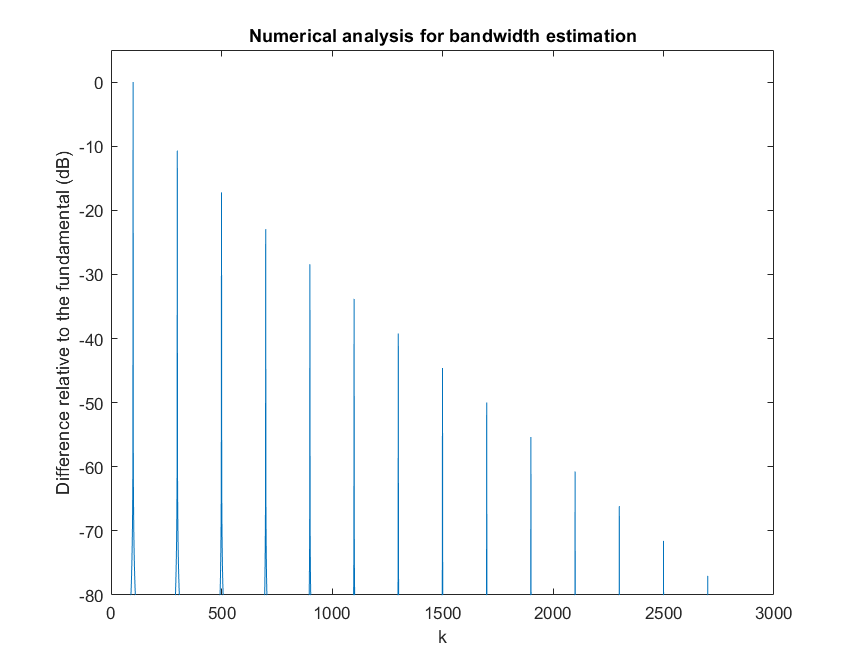 Numerical analysis for bandwidth estimation
Difference relative to the fundamental (dB)
0
-10
-20
-30
-40
-50
-60
-70
-80
0 500 1000 1500 2000 2500 3000
k